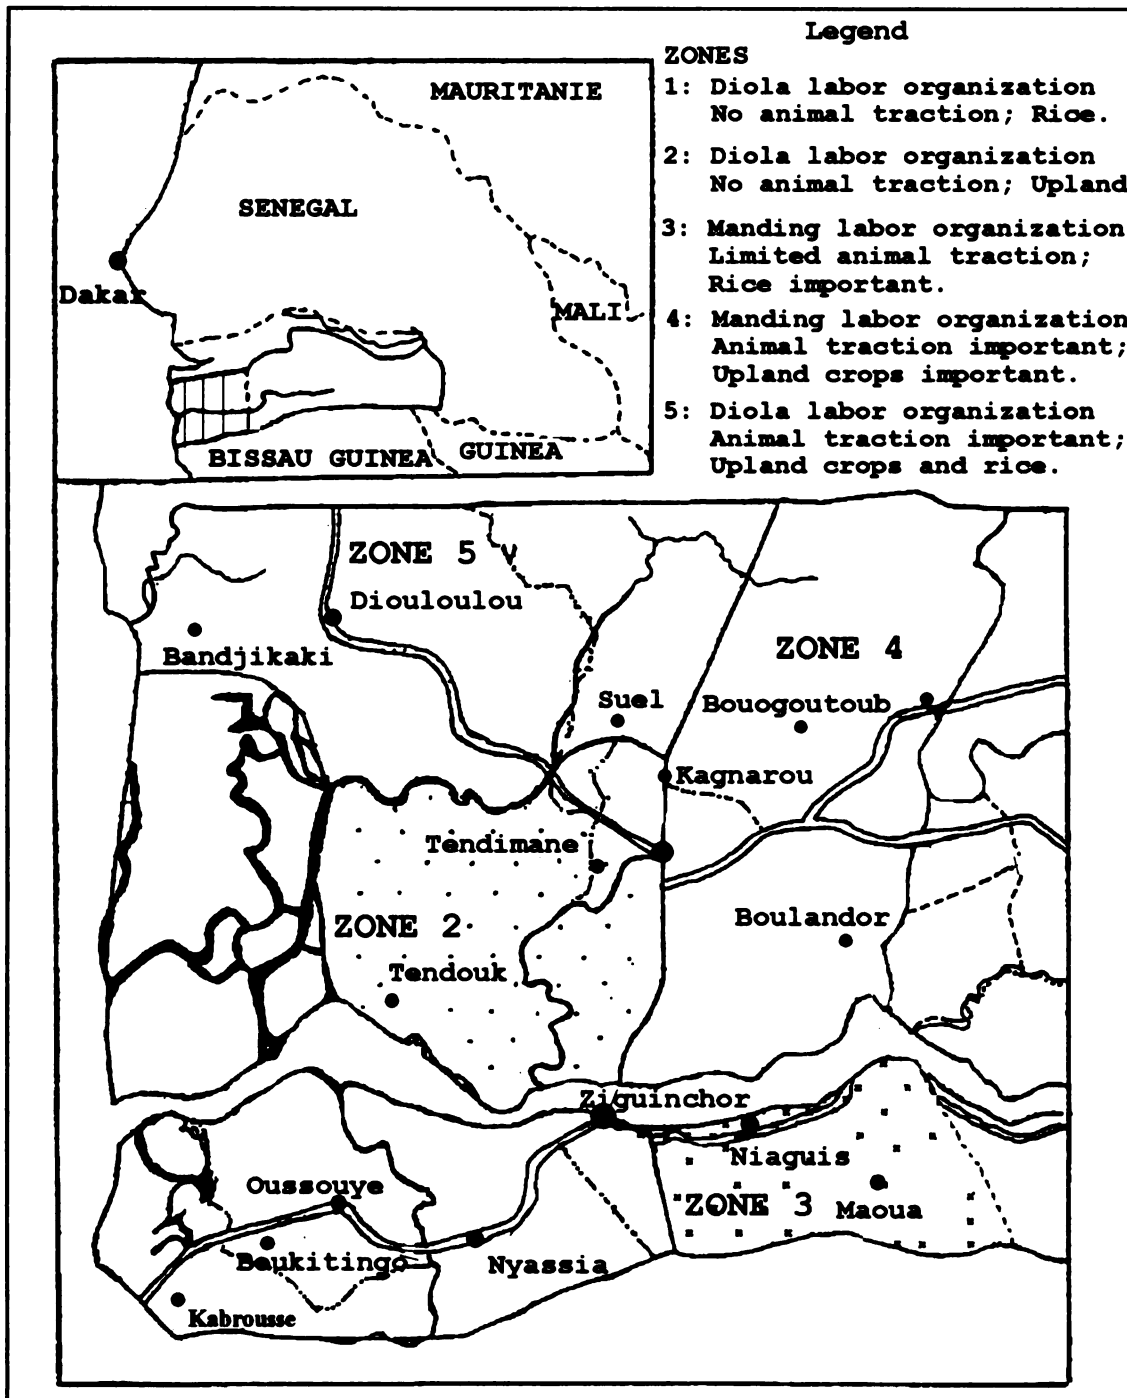 Legend
ZONES
1: Diola labor organization
No animal traction; Rice.
2: Diola labor organization
No animal traction; Upland
3: Manding labor organization
Limited animal traction;
Rice important.
4: Manding labor organization
Animal traction important;
Upland crops important.
5: Diola labor organization
Animal traction important;
Upland crops and rice.
MAURITANIE
SENEGAL
Dakar
MALI
BISSAU GUINEA
GUINEA
ZONE 5
Diouloulou
Bandjikaki
ZONE 4
Suel
Bouogoutoub
Kagnarou
Tendimane
ZONE 2
Boulandor
Tendouk
Ziguinchor
Niaguis
Oussouye
ZONE 3
Maoua
Boukitingo
Nyassia
Kabrousse